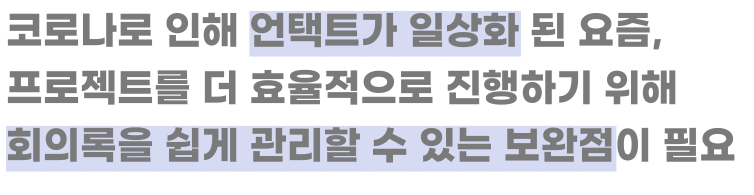 코로나로 인해 언택트가 일상화 된 요즘,
프로젝트를 더 효율적으로 진행하기 위해
회의록을 쉽게 관리할 수 있는 보완점이 필요